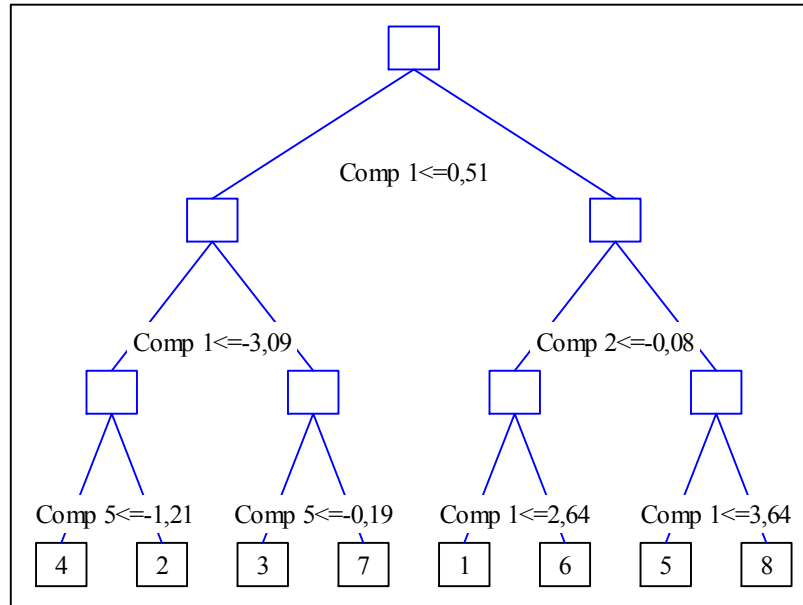 Comp 1<=0,51
Comp 1<=-3,09
Comp 2<=-0,08
Comp 5<=-1,21
Comp 5<=-0,19
Comp 1<=2,64
Comp 1<=3,64
4
2
3
7
1
6
5
8